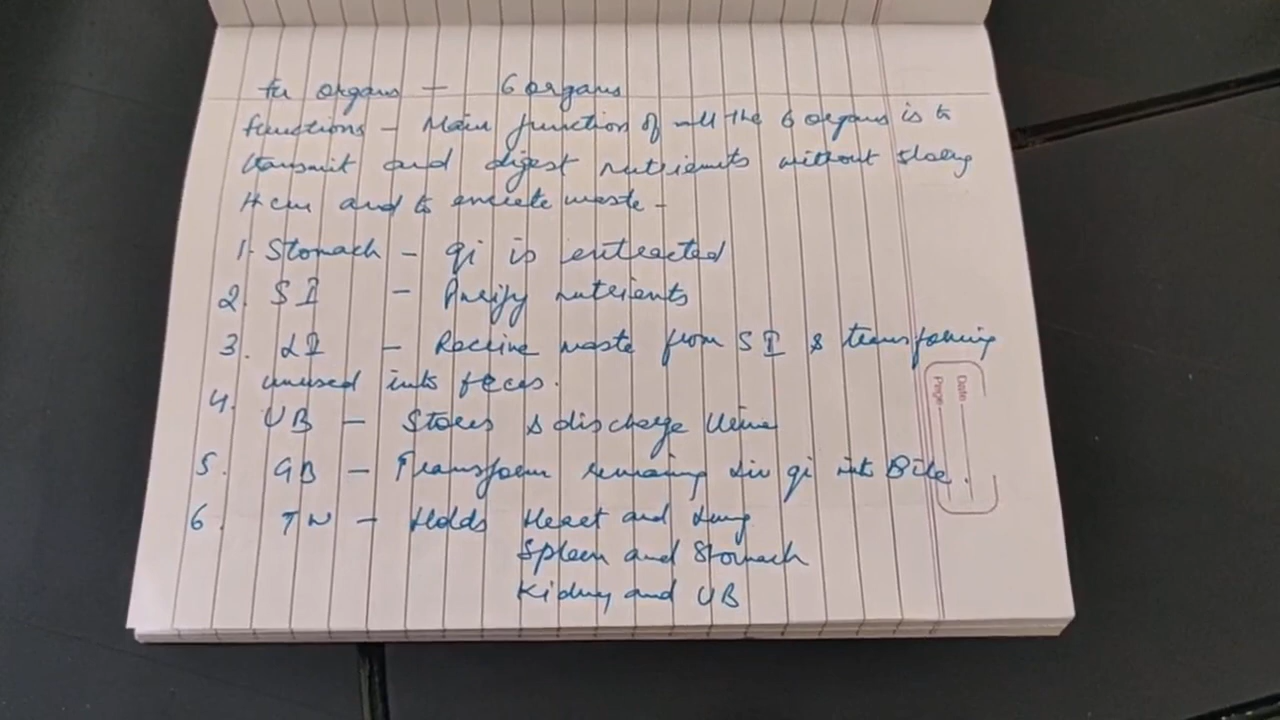 Fu organs - 6 organs
functions - Main function of all the 6 organs is to
transmit and digest nutrients without storing
them and to excrete waste -
1. Stomach - qi is extracted
2. SI - Purify nutrients
3. LI - Receive waste from SI & transforming
unused into feces.
4. UB - Stores & discharge Urine
5. GB - Transform remaining Liv qi into Bile.
6. TW - Holds Heart and Lung
Spleen and Stomach
Kidney and UB
Date
Page